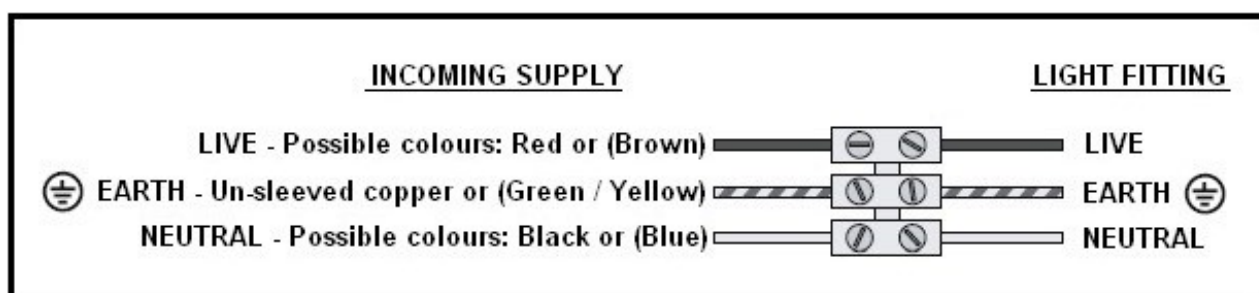 INCOMING SUPPLY LIGHT FITTING
LIVE - Possible colours: Red or (Brown) LIVE
EARTH - Un-sleeved copper or (Green / Yellow) EARTH
NEUTRAL - Possible colours: Black or (Blue) NEUTRAL